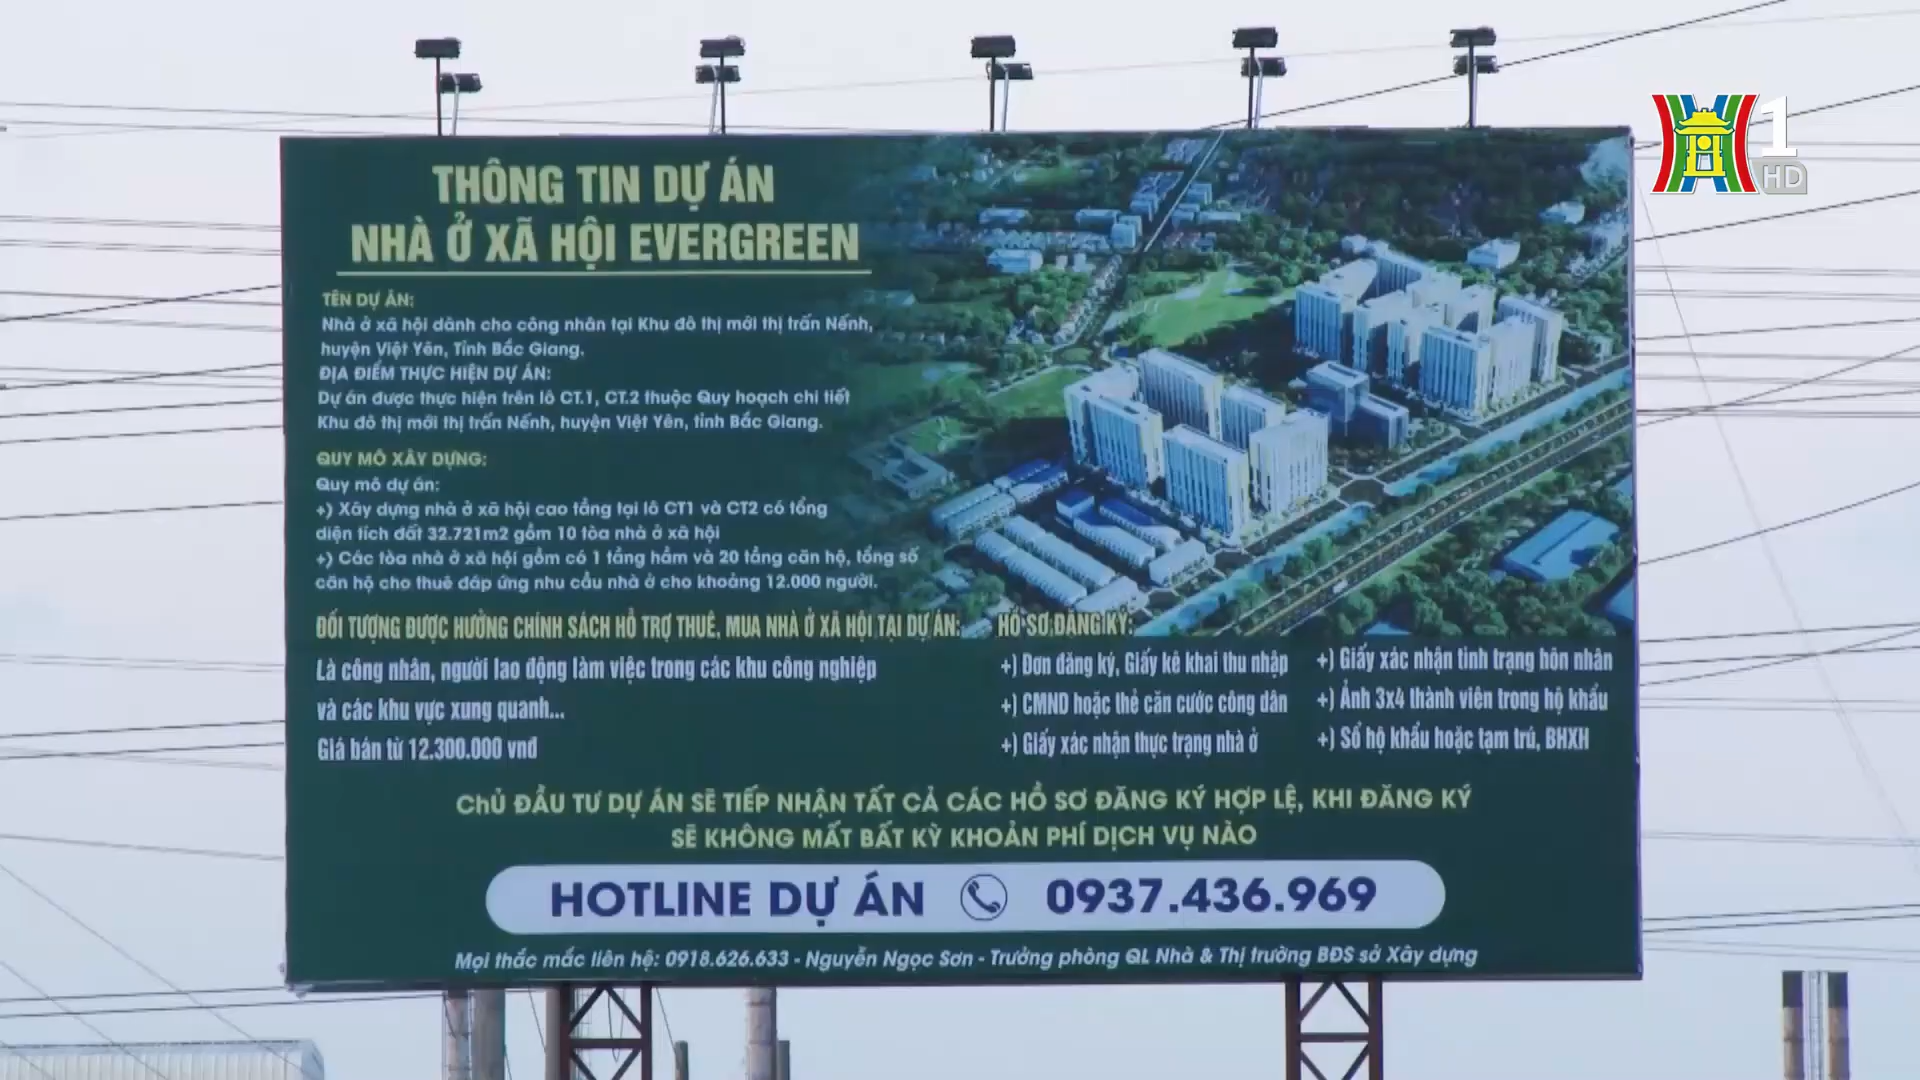 1
HD
THÔNG TIN DỰ ÁN
NHÀ Ở XÃ HỘI EVERGREEN
TÊN DỰ ÁN:
Nhà ở xã hội dành cho công nhân tại Khu đô thị mới thị trấn Nếnh,
huyện Việt Yên, Tỉnh Bắc Giang.
ĐỊA ĐIỂM THỰC HIỆN DỰ ÁN:
Dự án được thực hiện trên lô CT.1, CT.2 thuộc Quy hoạch chi tiết
Khu đô thị mới thị trấn Nếnh, huyện Việt Yên, tỉnh Bắc Giang.
QUY MÔ XÂY DỰNG:
Quy mô dự án:
+) Xây dựng nhà ở xã hội cao tầng tại lô CT1 và CT2 có tổng
diện tích đất 32.721m2 gồm 10 tòa nhà ở xã hội
+) Các tòa nhà ở xã hội gồm có 1 tầng hầm và 20 tầng căn hộ, tổng số
căn hộ cho thuê đáp ứng nhu cầu nhà ở cho khoảng 12.000 người.
ĐỐI TƯỢNG ĐƯỢC HƯỞNG CHÍNH SÁCH HỖ TRỢ THUÊ, MUA NHÀ Ở XÃ HỘI TẠI DỰ ÁN:
Là công nhân, người lao động làm việc trong các khu công nghiệp
và các khu vực xung quanh...
Giá bán từ 12.300.000 vnđ
HỒ SƠ ĐĂNG KÝ:
+) Đơn đăng ký, Giấy kê khai thu nhập
+) CMND hoặc thẻ căn cước công dân
+) Giấy xác nhận thực trạng nhà ở
+) Giấy xác nhận tình trạng hôn nhân
+) Ảnh 3x4 thành viên trong hộ khẩu
+) Sổ hộ khẩu hoặc tạm trú, BHXH
CHỦ ĐẦU TƯ DỰ ÁN SẼ TIẾP NHẬN TẤT CẢ CÁC HỒ SƠ ĐĂNG KÝ HỢP LỆ, KHI ĐĂNG KÝ
SẼ KHÔNG MẤT BẤT KỲ KHOẢN PHÍ DỊCH VỤ NÀO
HOTLINE DỰ ÁN 0937.436.969
Mọi thắc mắc liên hệ: 0918.626.633 - Nguyễn Ngọc Sơn - Trưởng phòng QL Nhà & Thị trường BĐS sở Xây dựng